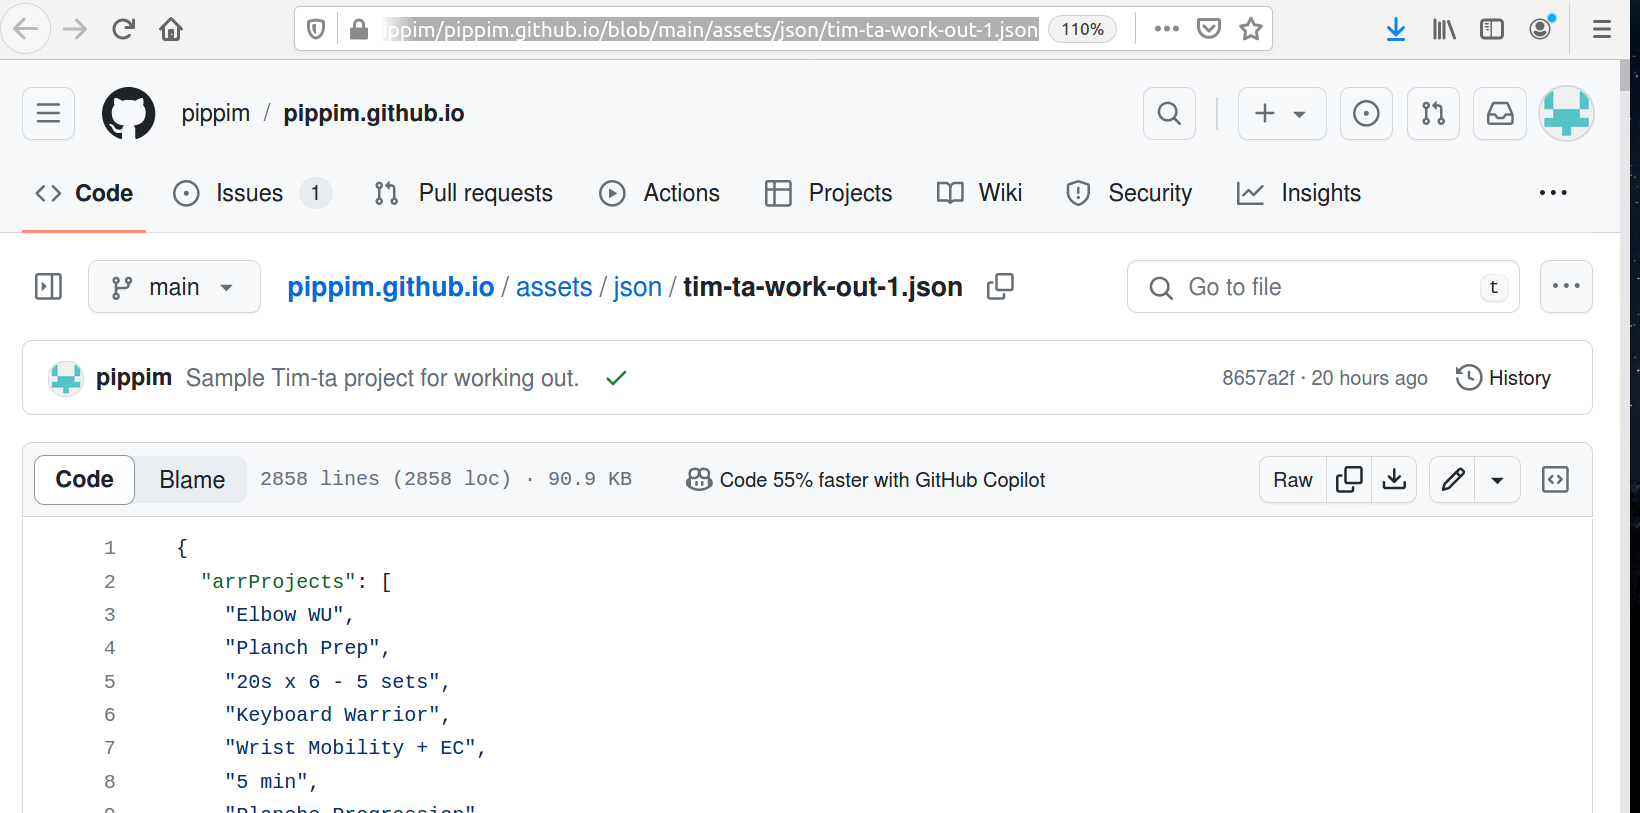 ippim/pippim.github.io/blob/main/assets/json/tim-ta-work-out-1.json 110%
pippim / pippim.github.io
Code Issues 1 Pull requests Actions Projects Wiki Security Insights
main pippim.github.io / assets / json / tim-ta-work-out-1.json Go to file t
pippim Sample Tim-ta project for working out. 8657a2f · 20 hours ago History
Code Blame 2858 lines (2858 loc) · 90.9 KB Code 55% faster with GitHub Copilot Raw
1 {
2 "arrProjects": [
3 "Elbow WU",
4 "Planch Prep",
5 "20s x 6 - 5 sets",
6 "Keyboard Warrior",
7 "Wrist Mobility + EC",
8 "5 min",
9 "Planche Progression"